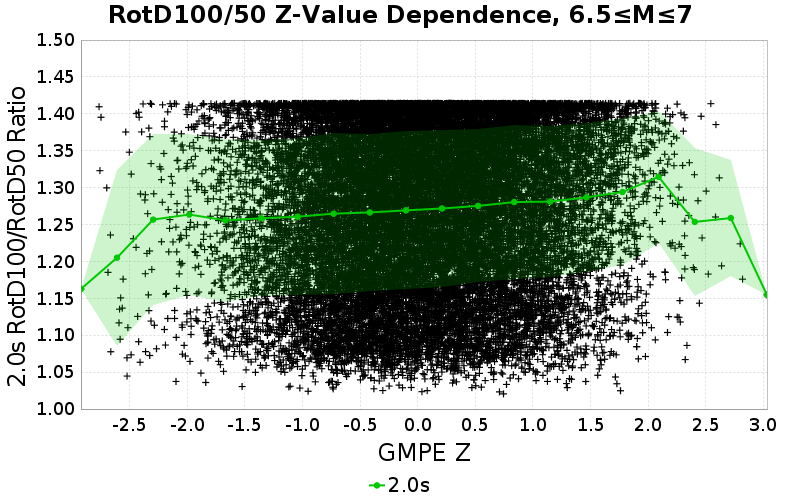 RotD100/50 Z-Value Dependence, 6.5≤M≤7
2.0s RotD100/RotD50 Ratio
1.50
1.45
1.40
1.35
1.30
1.25
1.20
1.15
1.10
1.05
1.00
-2.5 -2.0 -1.5 -1.0 -0.5 0.0 0.5 1.0 1.5 2.0 2.5 3.0
GMPE Z
2.0s